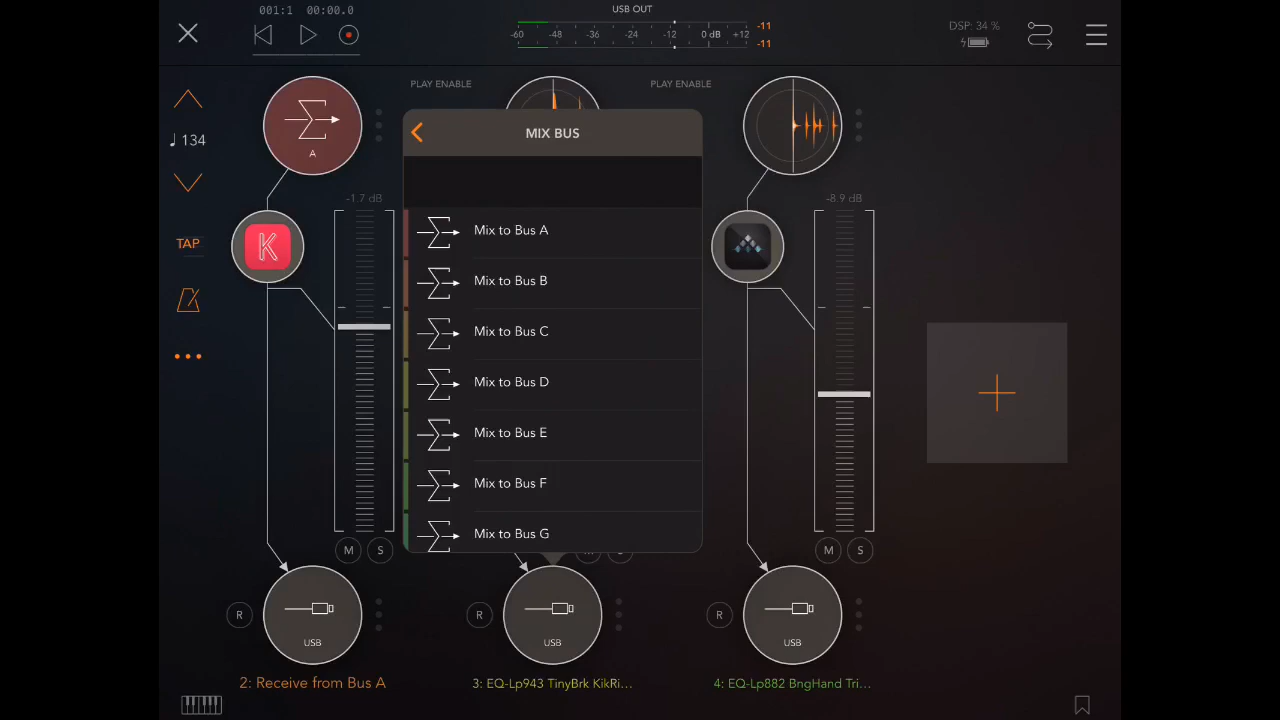 001:1 00:00.0
USB OUT
-60 -48 -36 -24 -12 0 dB +12
-11
-11
DSP: 34 %
PLAY ENABLE
PLAY ENABLE
A
134
TAP
-1.7 dB
-8.9 dB
K
MIX BUS
Mix to Bus A
Mix to Bus B
Mix to Bus C
Mix to Bus D
Mix to Bus E
Mix to Bus F
Mix to Bus G
M S
M S
R
USB
R
USB
R
USB
2: Receive from Bus A
3: EQ-Lp943 TinyBrk KikRi...
4: EQ-Lp882 BngHand Tri...